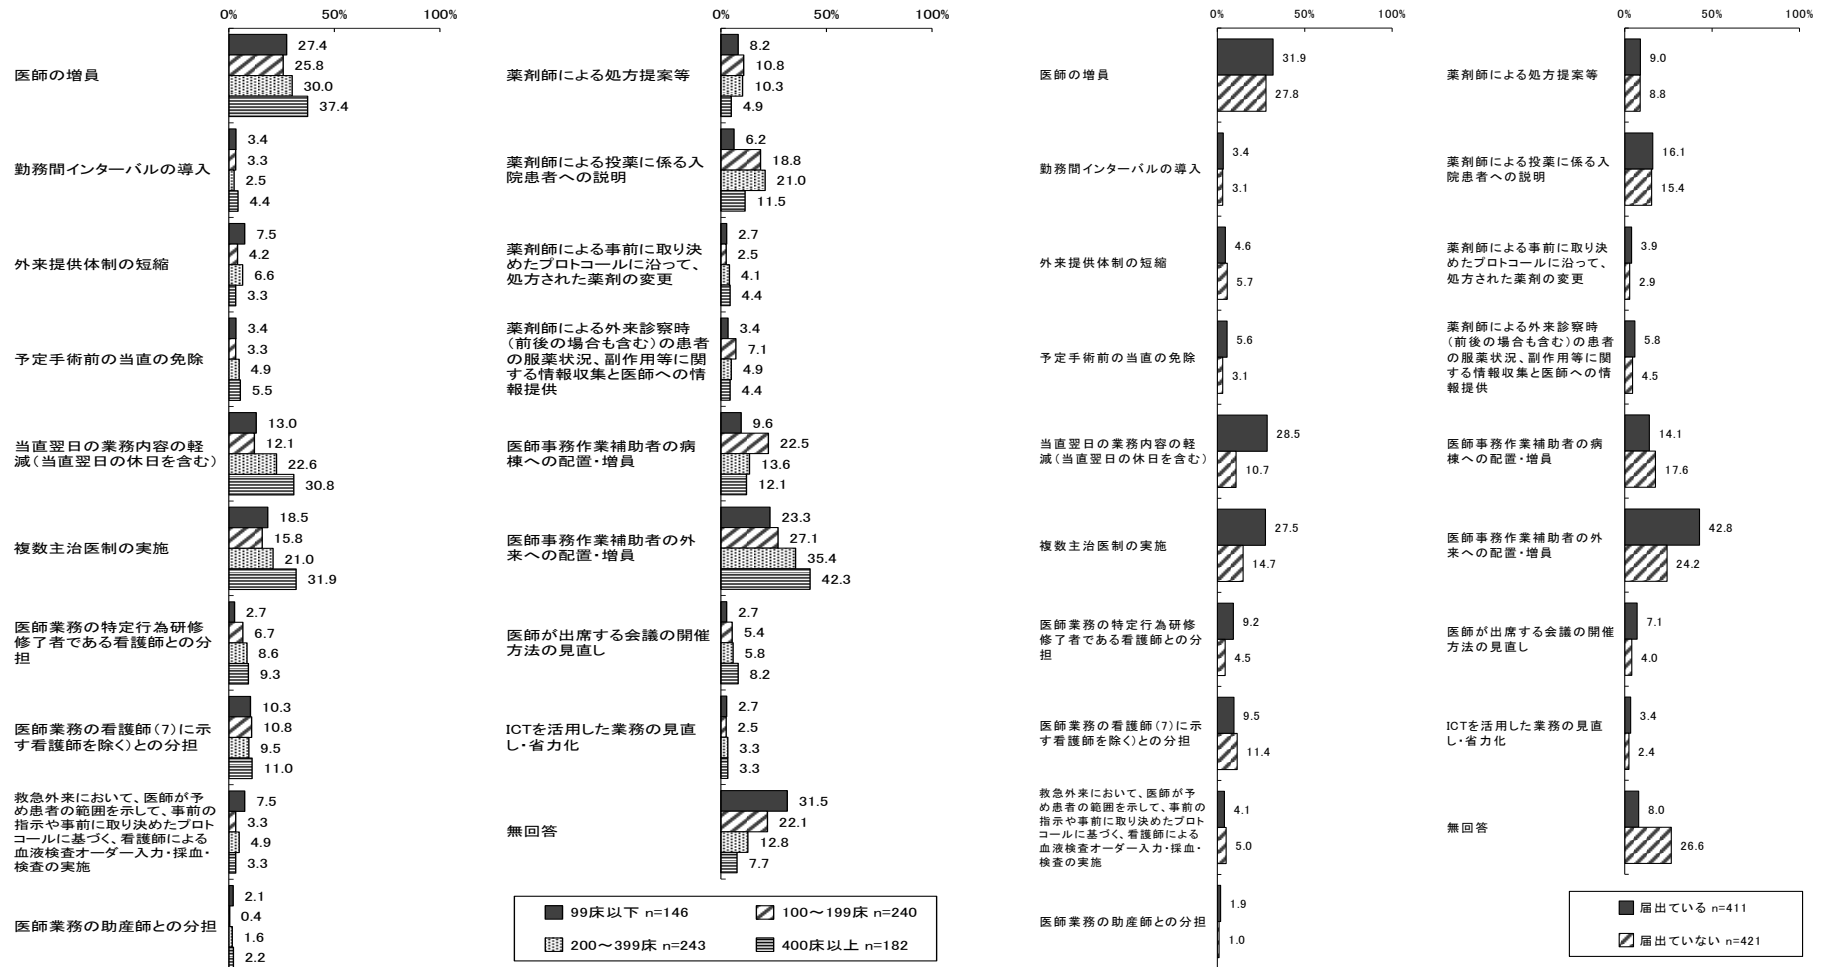 0%
50%
100%
医師の増員
27.4
25.8
30.0
37.4
勤務間インターバルの導入
3.4
3.3
2.5
4.4
外来提供体制の短縮
7.5
4.2
6.6
3.3
予定手術前の当直の免除
3.4
3.3
4.9
5.5
当直翌日の業務内容の軽
減(当直翌日の休日を含む)
13.0
12.1
22.6
30.8
複数主治医制の実施
18.5
15.8
21.0
31.9
医師業務の特定行為研修
修了者である看護師との分
担
2.7
6.7
8.6
9.3
医師業務の看護師(7)に示
す看護師を除く)との分担
10.3
10.8
9.5
11.0
救急外来において、医師が予
め患者の範囲を示して、事前の
指示や事前に取り決めたプロト
コールに基づく、看護師による
血液検査オーダー入力・採血・
検査の実施
7.5
3.3
4.9
3.3
医師業務の助産師との分担
2.1
0.4
1.6
2.2
0%
50%
100%
薬剤師による処方提案等
8.2
10.8
10.3
4.9
薬剤師による投薬に係る入
院患者への説明
6.2
18.8
21.0
11.5
薬剤師による事前に取り決
めたプロトコールに沿って、
処方された薬剤の変更
2.7
2.5
4.1
4.4
薬剤師による外来診察時
(前後の場合も含む)の患者
の服薬状況、副作用等に関
する情報収集と医師への情
報提供
3.4
7.1
4.9
4.4
医師事務作業補助者の病
棟への配置・増員
9.6
22.5
13.6
12.1
医師事務作業補助者の外
来への配置・増員
23.3
27.1
35.4
42.3
医師が出席する会議の開催
方法の見直し
2.7
5.4
5.8
8.2
ICTを活用した業務の見直
し・省力化
2.7
2.5
3.3
3.3
無回答
31.5
22.1
12.8
7.7
99床以下 n=146
100～199床 n=240
200～399床 n=243
400床以上 n=182
0%
50%
100%
医師の増員
31.9
27.8
勤務間インターバルの導入
3.4
3.1
外来提供体制の短縮
4.6
5.7
予定手術前の当直の免除
5.6
3.1
当直翌日の業務内容の軽
減(当直翌日の休日を含む)
28.5
10.7
複数主治医制の実施
27.5
14.7
医師業務の特定行為研修
修了者である看護師との分
担
9.2
4.5
医師業務の看護師(7)に示
す看護師を除く)との分担
9.5
11.4
救急外来において、医師が予
め患者の範囲を示して、事前の
指示や事前に取り決めたプロト
コールに基づく、看護師による
血液検査オーダー入力・採血・
検査の実施
4.1
5.0
医師業務の助産師との分担
1.9
1.0
0%
50%
100%
薬剤師による処方提案等
9.0
8.8
薬剤師による投薬に係る入
院患者への説明
16.1
15.4
薬剤師による事前に取り決
めたプロトコールに沿って、
処方された薬剤の変更
3.9
2.9
薬剤師による外来診察時
(前後の場合も含む)の患者
の服薬状況、副作用等に関
する情報収集と医師への情
報提供
5.8
4.5
医師事務作業補助者の病
棟への配置・増員
14.1
17.6
医師事務作業補助者の外
来への配置・増員
42.8
24.2
医師が出席する会議の開催
方法の見直し
7.1
4.0
ICTを活用した業務の見直
し・省力化
3.4
2.4
無回答
8.0
26.6
届出ている n=411
届出ていない n=421